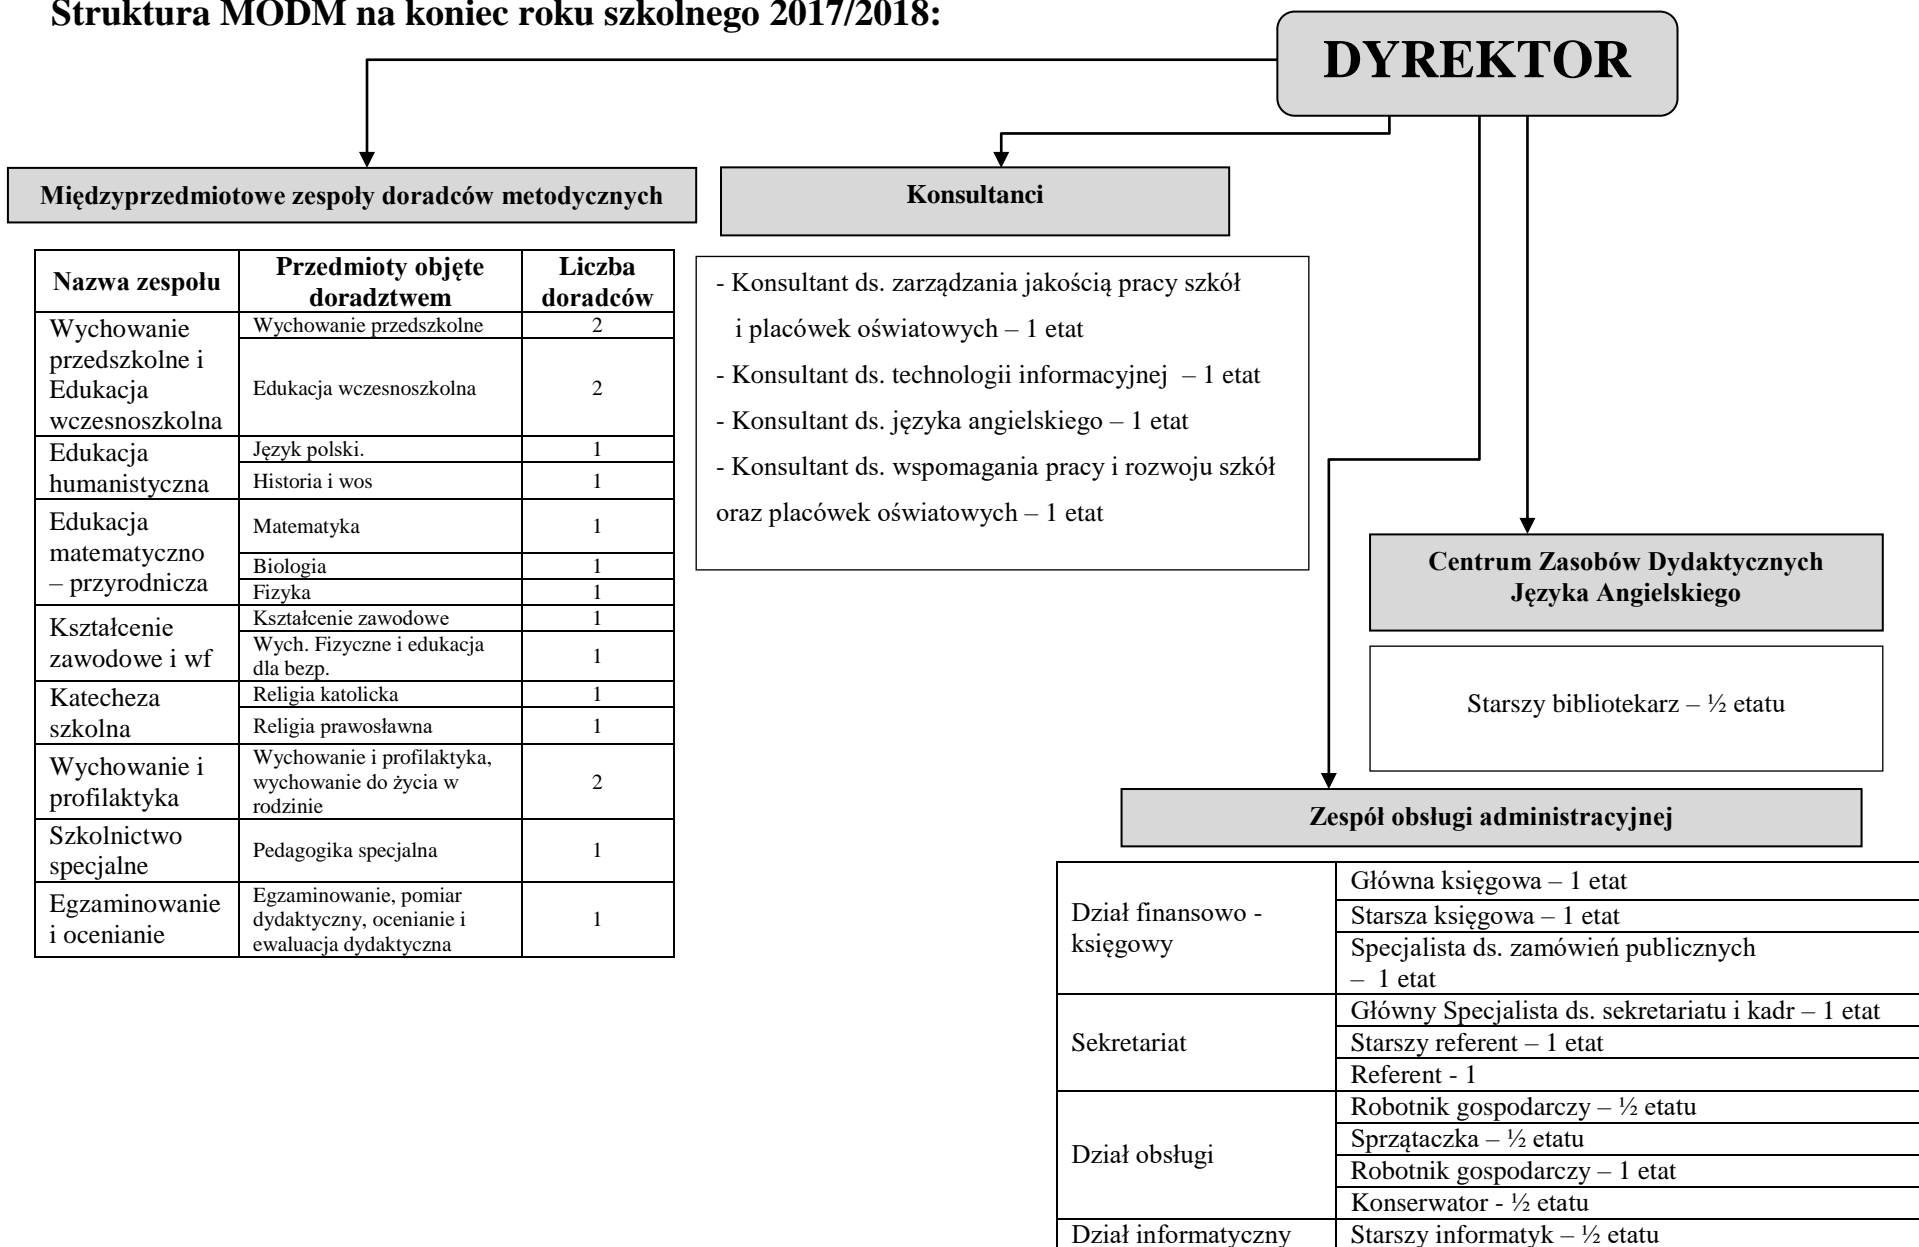 Struktura MODM na koniec roku szkolnego 2017/2018:
DYREKTOR
Międzyprzedmiotowe zespoły doradców metodycznych
Nazwa zespołu
Przedmioty objęte
doradztwem
Liczba
doradców
Wychowanie
przedszkolne i
Edukacja
wczesnoszkolna
Wychowanie przedszkolne
2
Edukacja wczesnoszkolna
2
Edukacja
humanistyczna
Język polski.
1
Historia i wos
1
Edukacja
matematyczno
– przyrodnicza
Matematyka
1
Biologia
1
Fizyka
1
Kształcenie
zawodowe i wf
Kształcenie zawodowe
1
Wych. Fizyczne i edukacja
dla bezp.
1
Katecheza
szkolna
Religia katolicka
1
Religia prawosławna
1
Wychowanie i
profilaktyka
Wychowanie i profilaktyka,
wychowanie do życia w
rodzinie
2
Szkolnictwo
specjalne
Pedagogika specjalna
1
Egzaminowanie
i ocenianie
Egzaminowanie, pomiar
dydaktyczny, ocenianie i
ewaluacja dydaktyczna
1
Konsultanci
- Konsultant ds. zarządzania jakością pracy szkół
i placówek oświatowych – 1 etat
- Konsultant ds. technologii informacyjnej – 1 etat
- Konsultant ds. języka angielskiego – 1 etat
- Konsultant ds. wspomagania pracy i rozwoju szkół
oraz placówek oświatowych – 1 etat
Centrum Zasobów Dydaktycznych
Języka Angielskiego
Starszy bibliotekarz – ½ etatu
Zespół obsługi administracyjnej
Dział finansowo -
księgowy
Główna księgowa – 1 etat
Starsza księgowa – 1 etat
Specjalista ds. zamówień publicznych
– 1 etat
Sekretariat
Główny Specjalista ds. sekretariatu i kadr – 1 etat
Starszy referent – 1 etat
Referent - 1
Dział obsługi
Robotnik gospodarczy – ½ etatu
Sprzątaczka – ½ etatu
Robotnik gospodarczy – 1 etat
Konserwator - ½ etatu
Dział informatyczny
Starszy informatyk – ½ etatu